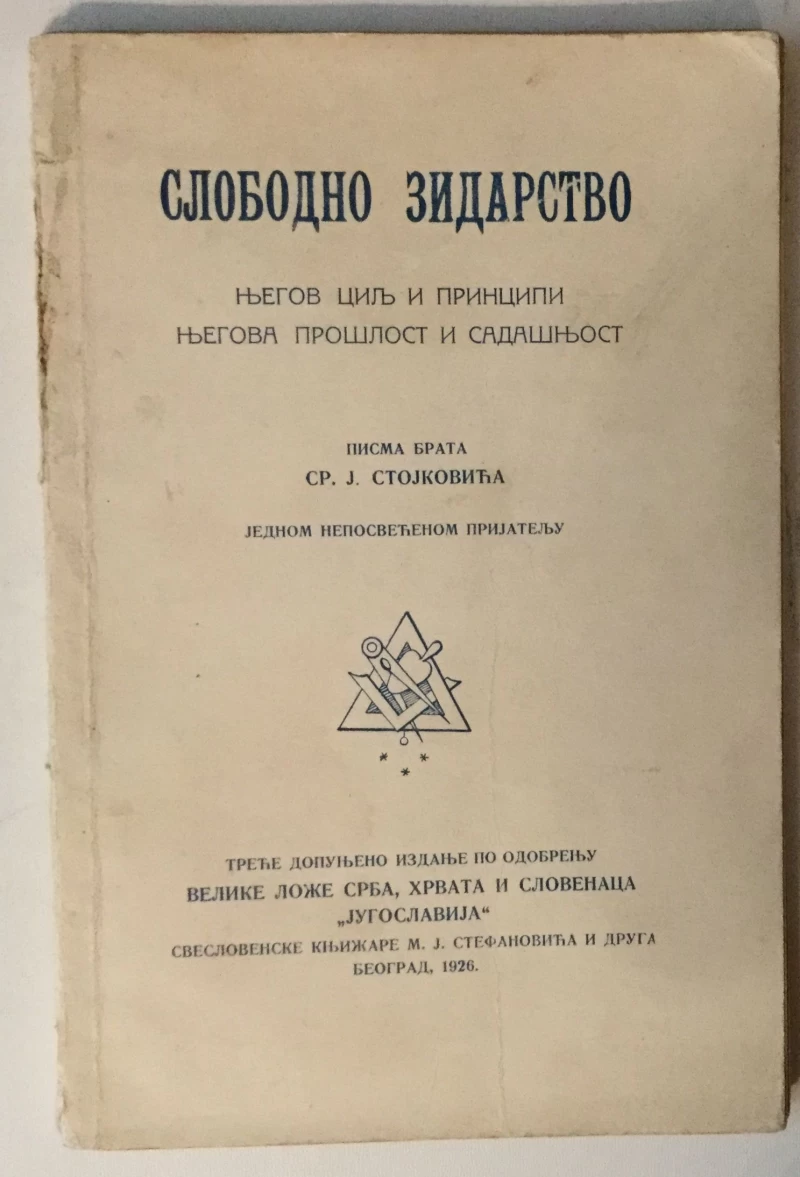 СЛОБОДНО ЗИДАРСТВО
ЊЕГОВ ЦИЉ И ПРИНЦИПИ
ЊЕГОВА ПРОШЛОСТ И САДАШЊОСТ
ПИСМА БРАТА
СР. Ј. СТОЈКОВИЋА
ЈЕДНОМ НЕПОСВЕЋЕНОМ ПРИЈАТЕЉУ
ТРЕЋЕ ДОПУЊЕНО ИЗДАЊЕ ПО ОДОБРЕЊУ
ВЕЛИКЕ ЛОЖЕ СРБА, ХРВАТА И СЛОВЕНАЦА
„ЈУГОСЛАВИЈА“
СВЕСЛОВЕНСКЕ КЊИЖАРЕ М. Ј. СТЕФАНОВИЋА И ДРУГА
БЕОГРАД, 1926.